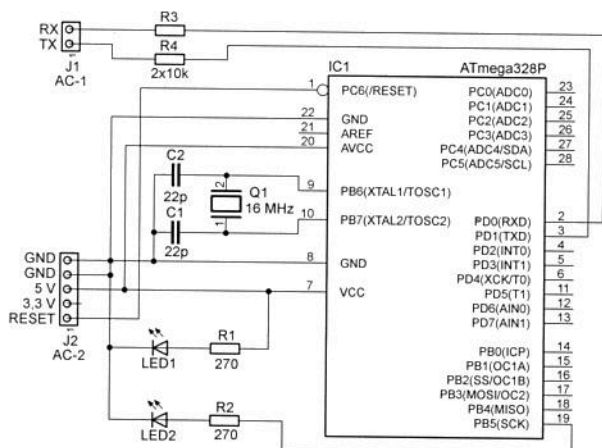 RX
TX
J1
AC-1
R3
R4
2x10k
IC1
ATmega328P
1
PC6(/RESET)
22
GND
21
AREF
20
AVCC
9
PB6(XTAL1/TOSC1)
10
PB7(XTAL2/TOSC2)
8
GND
7
VCC
PC0(ADC0)
23
PC1(ADC1)
24
PC2(ADC2)
25
PC3(ADC3)
26
PC4(ADC4/SDA)
27
PC5(ADC5/SCL)
28
PD0(RXD)
2
PD1(TXD)
3
PD2(INT0)
4
PD3(INT1)
5
PD4(XCK/T0)
6
PD5(T1)
11
PD6(AIN0)
12
PD7(AIN1)
13
PB0(ICP)
14
PB1(OC1A)
15
PB2(SS/OC1B)
16
PB3(MOSI/OC2)
17
PB4(MISO)
18
PB5(SCK)
19
C2
22p
C1
22p
2
1
Q1
16 MHz
GND
GND
5 V
3,3 V
RESET
1
J2
AC-2
LED1
R1
270
LED2
R2
270